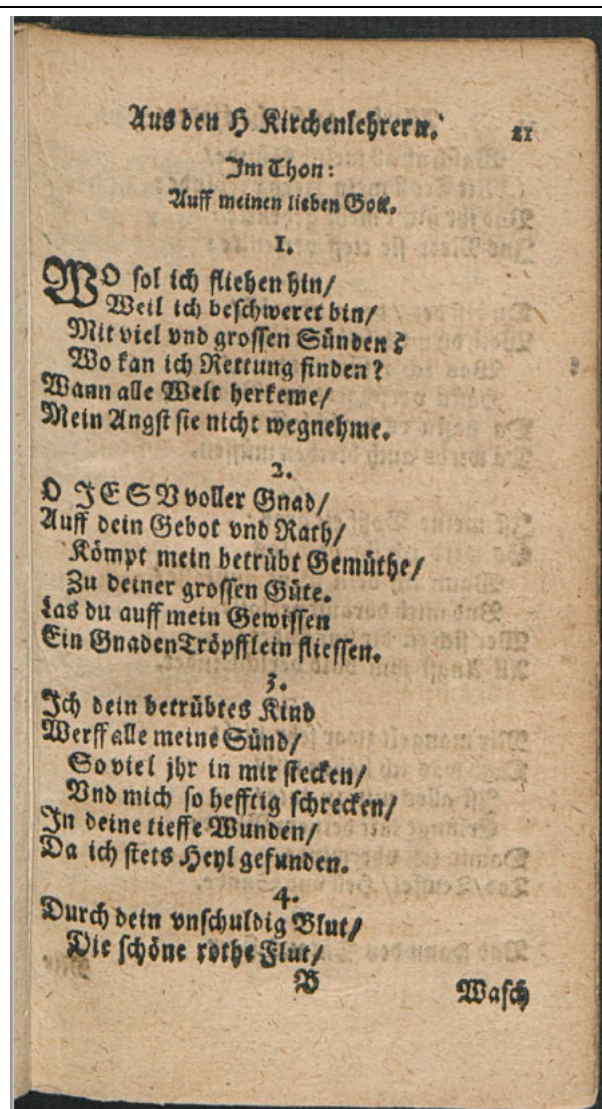 Aus den H Kirchenlehrern. 21
Im Thon:
Auff meinen lieben Gott.
1.
WO sol ich fliehen hin/
Weil ich beschweret bin/
Mit viel vnd grossen Sünden?
Wo kan ich Rettung finden?
Wann alle Welt herkeme/
Mein Angst sie nicht wegnehme.
2.
O JESV voller Gnad/
Auff dein Gebot vnd Rath/
Kömpt mein betrübt Gemüthe/
Zu deiner grossen Güte.
Las du auff mein Gewissen
Ein GnadenTröpfflein fliessen.
3.
Ich dein betrübtes Kind
Werff alle meine Sünd/
So viel jhr in mir stecken/
Vnd mich so hefftig schrecken/
In deine tieffe Wunden/
Da ich stets Heyl gefunden.
4.
Durch dein vnschuldig Blut/
Die schöne rothe Flut/
B Wasch